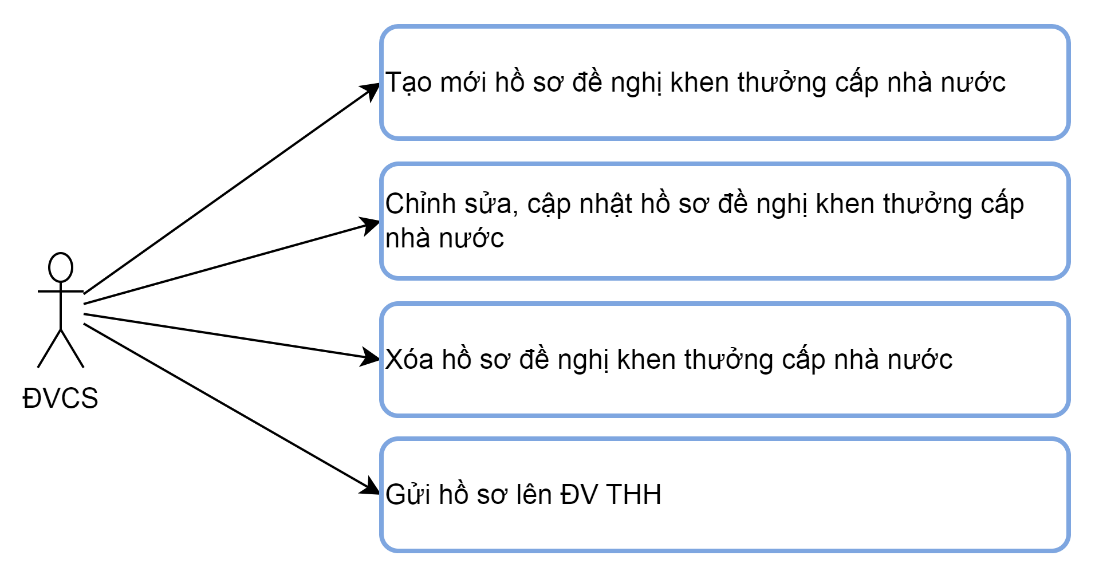 Tạo mới hồ sơ đề nghị khen thưởng cấp nhà nước
Chỉnh sửa, cập nhật hồ sơ đề nghị khen thưởng cấp
nhà nước
Xóa hồ sơ đề nghị khen thưởng cấp nhà nước
ĐVCS
Gửi hồ sơ lên ĐV THH